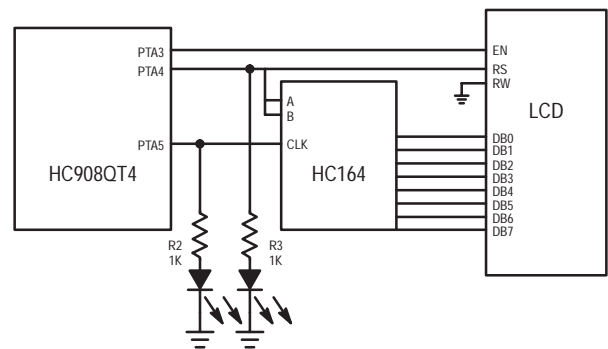 PTA3
PTA4
PTA5
HC908QT4
A
B
CLK
HC164
EN
RS
RW
LCD
DB0
DB1
DB2
DB3
DB4
DB5
DB6
DB7
R2
1K
R3
1K